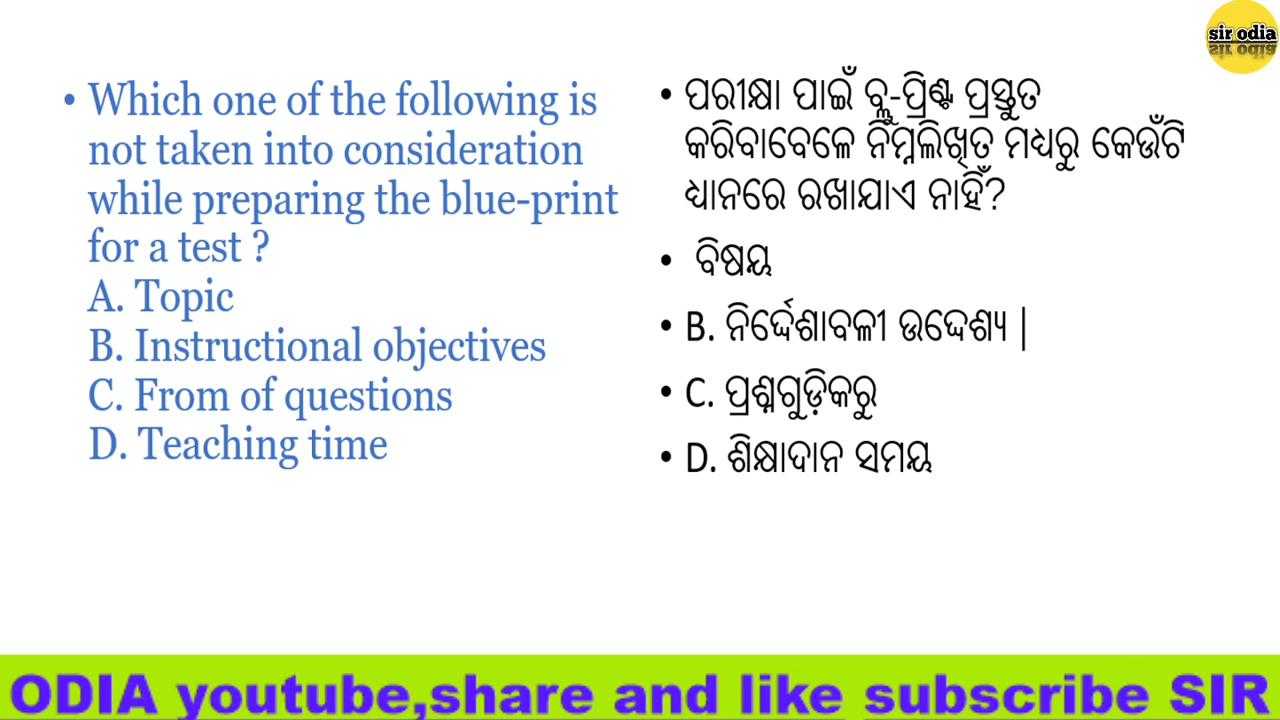 sir odia
• Which one of the following is
not taken into consideration
while preparing the blue-print
for a test ?
A. Topic
B. Instructional objectives
C. From of questions
D. Teaching time
• ପରୀକ୍ଷା ପାଇଁ ବ୍ଲୁ-ପ୍ରିଣ୍ଟ ପ୍ରସ୍ତୁତ
କରିବାବେଳେ ନିମ୍ନଲିଖିତ ମଧ୍ୟରୁ କେଉଁଟି
ଧ୍ୟାନରେ ରଖାଯାଏ ନାହିଁ?
• ବିଷୟ
• B. ନିର୍ଦ୍ଦେଶାବଳୀ ଉଦ୍ଦେଶ୍ୟ |
• C. ପ୍ରଶ୍ନଗୁଡ଼ିକରୁ
• D. ଶିକ୍ଷାଦାନ ସମୟ
ODIA youtube,share and like subscribe SIR